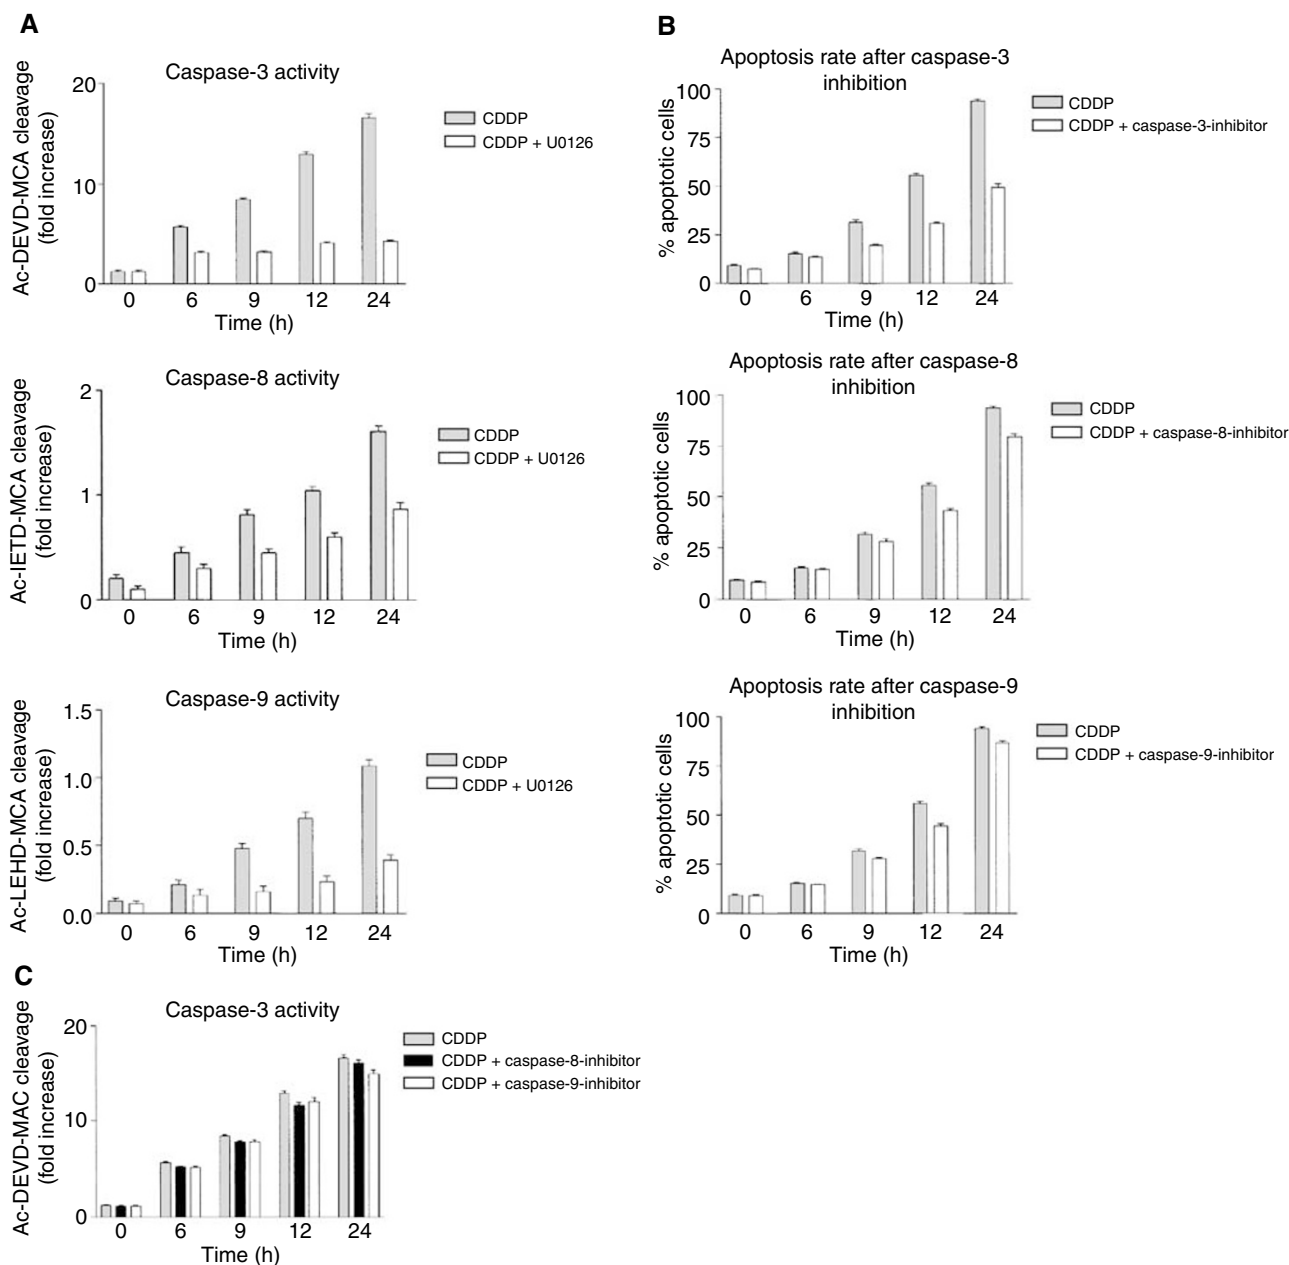 A
Caspase-3 activity
Ac-DEVD-MCA cleavage
(fold increase)
20
10
0
0 6 9 12 24
Time (h)
CDDP
CDDP + U0126
Caspase-8 activity
Ac-IETD-MCA cleavage
(fold increase)
2
1
0
0 6 9 12 24
Time (h)
CDDP
CDDP + U0126
Caspase-9 activity
Ac-LEHD-MCA cleavage
(fold increase)
1.5
1.0
0.5
0.0
0 6 9 12 24
Time (h)
CDDP
CDDP + U0126
B
Apoptosis rate after caspase-3
inhibition
% apoptotic cells
100
75
50
25
0
0 6 9 12 24
Time (h)
CDDP
CDDP + caspase-3-inhibitor
Apoptosis rate after caspase-8
inhibition
% apoptotic cells
100
75
50
25
0
0 6 9 12 24
Time (h)
CDDP
CDDP + caspase-8-inhibitor
Apoptosis rate after caspase-9
inhibition
% apoptotic cells
100
75
50
25
0
0 6 9 12 24
Time (h)
CDDP
CDDP + caspase-9-inhibitor
C
Caspase-3 activity
Ac-DEVD-MAC cleavage
(fold increase)
20
10
0
0 6 9 12 24
Time (h)
CDDP
CDDP + caspase-8-inhibitor
CDDP + caspase-9-inhibitor